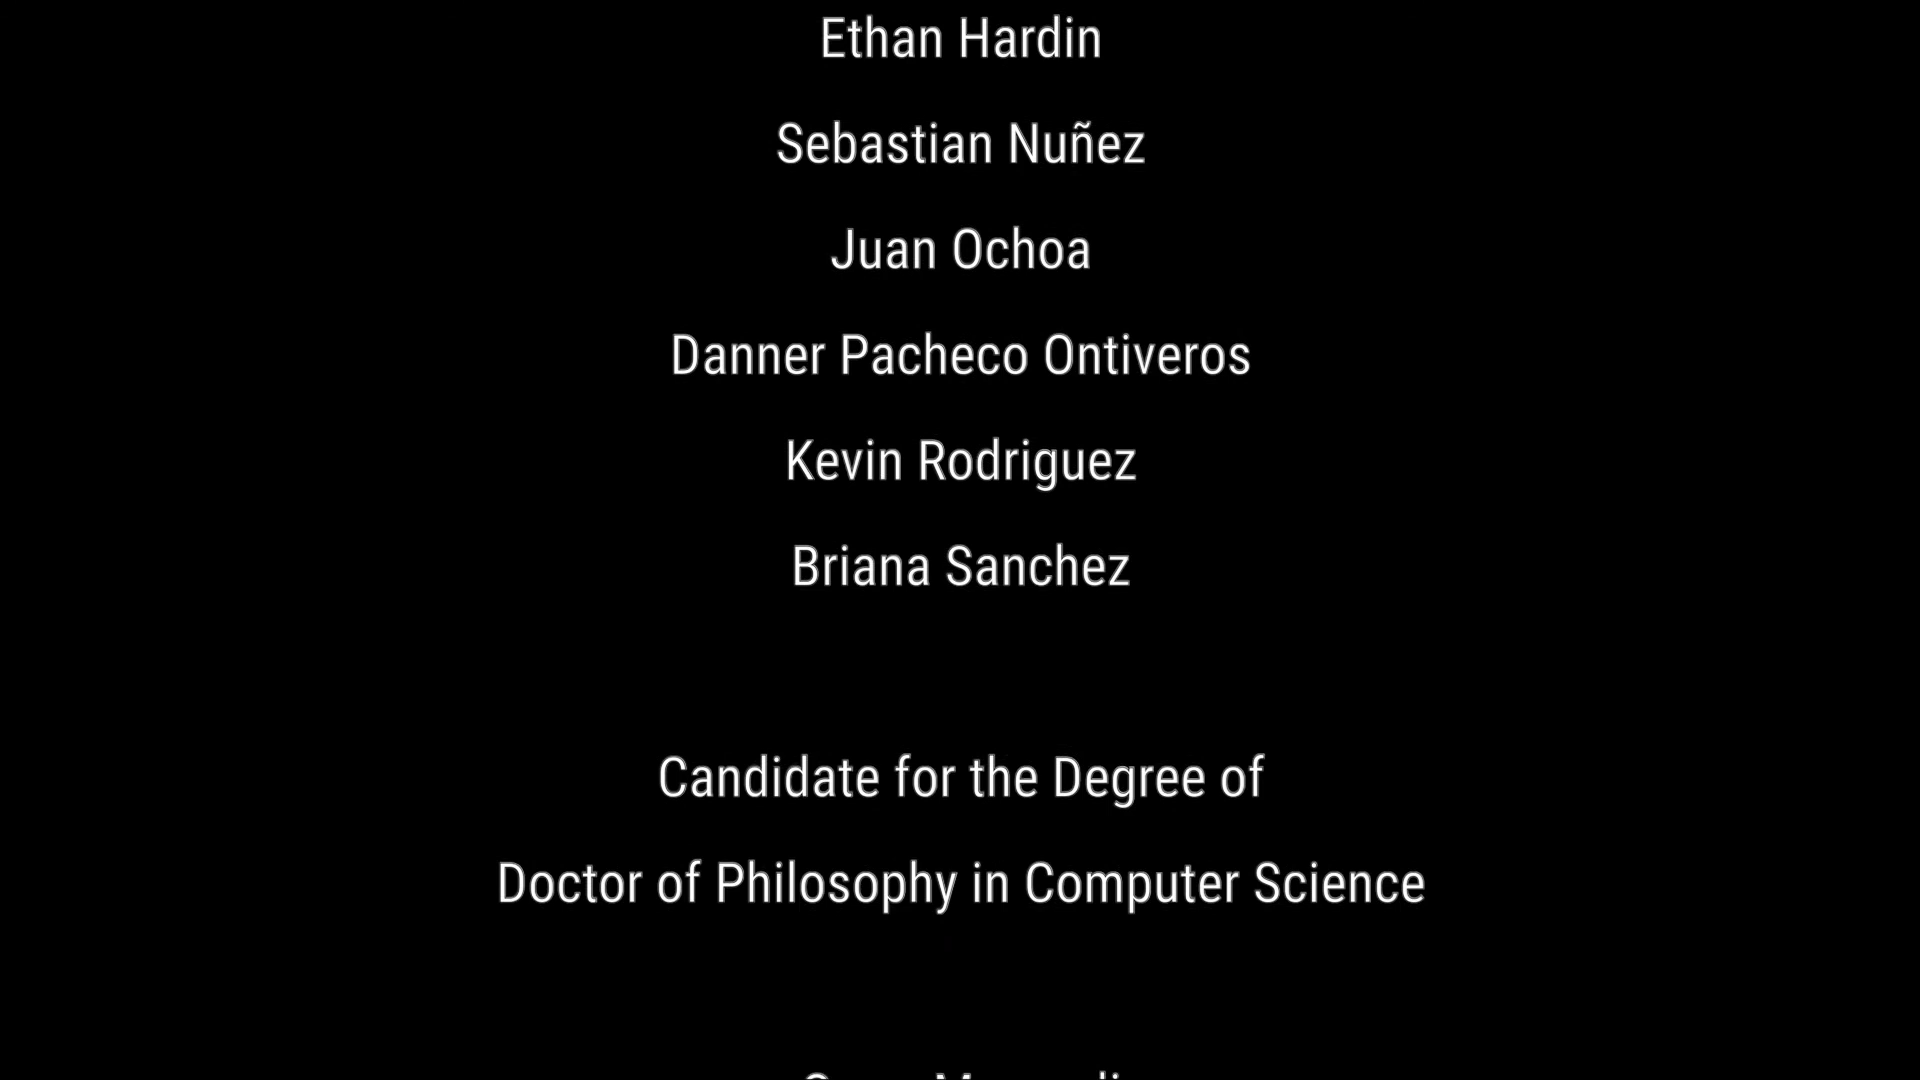 Ethan Hardin
Sebastian Nuñez
Juan Ochoa
Danner Pacheco Ontiveros
Kevin Rodriguez
Briana Sanchez
Candidate for the Degree of
Doctor of Philosophy in Computer Science